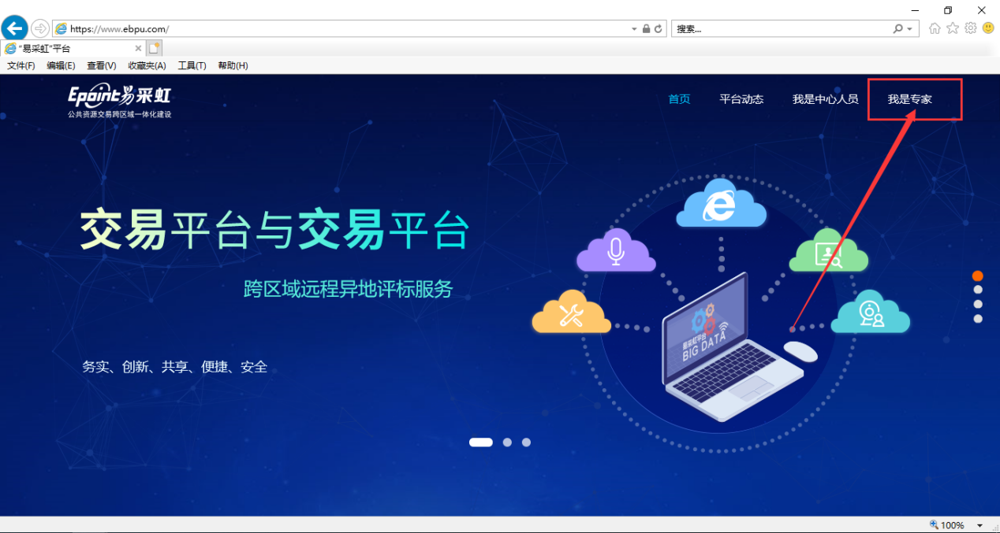 https://www.ebpu.com/
搜索...
“易采虹”平台
文件(F) 编辑(E) 查看(V) 收藏夹(A) 工具(T) 帮助(H)
Epoint易采虹
公共资源交易跨区域一体化建设
首页 平台动态 我是中心人员 我是专家
交易平台与交易平台
跨区域远程异地评标服务
易采虹平台
BIG DATA
务实、创新、共享、便捷、安全
100%